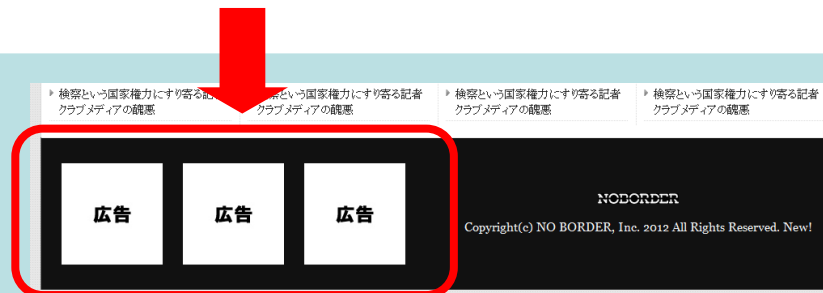 検察という国家権力にすり寄る記
クラブメディアの醜悪
という国家権力にすり寄る記者
クラブメディアの醜悪
検察という国家権力にすり寄る記者
クラブメディアの醜悪
検察という国家権力にすり寄る記者
クラブメディアの醜悪
広告
広告
広告
NOBORDER
Copyright(c) NO BORDER, Inc. 2012 All Rights Reserved. New!